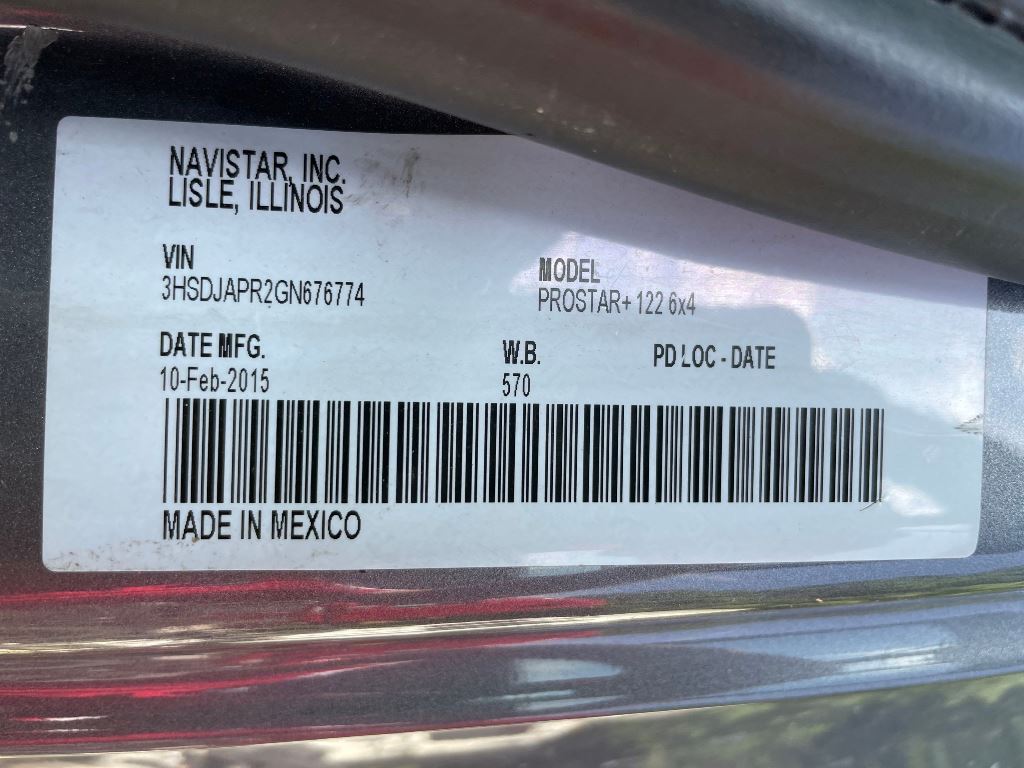 NAVISTAR, INC.
LISLE, ILLINOIS
VIN
3HSDJAPR2GN676774
MODEL
PROSTAR+ 122 6x4
DATE MFG.
10-Feb-2015
W.B.
570
PD LOC - DATE
MADE IN MEXICO